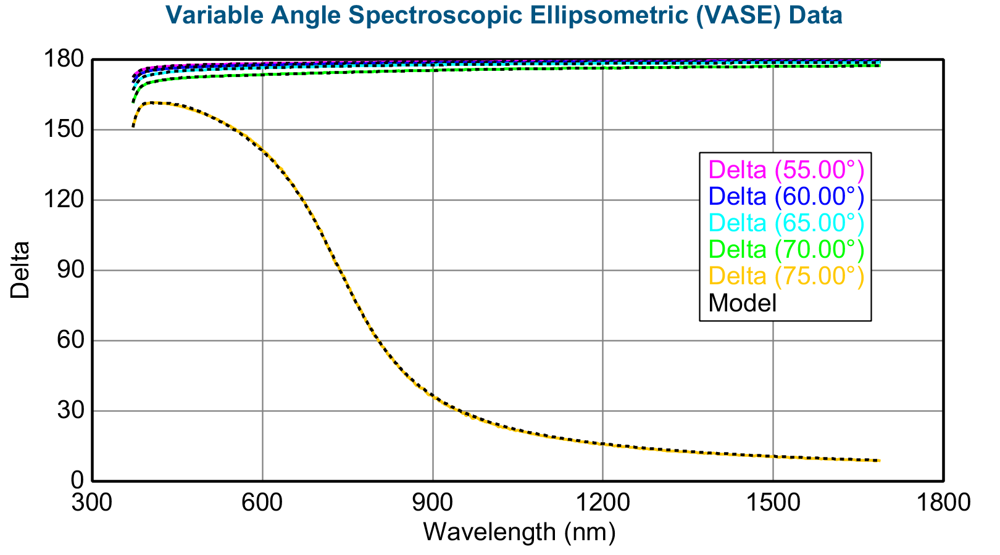 Variable Angle Spectroscopic Ellipsometric (VASE) Data
180
150
120
90
60
30
0
Delta
Delta (55.00°)
Delta (60.00°)
Delta (65.00°)
Delta (70.00°)
Delta (75.00°)
Model
300 600 900 1200 1500 1800
Wavelength (nm)